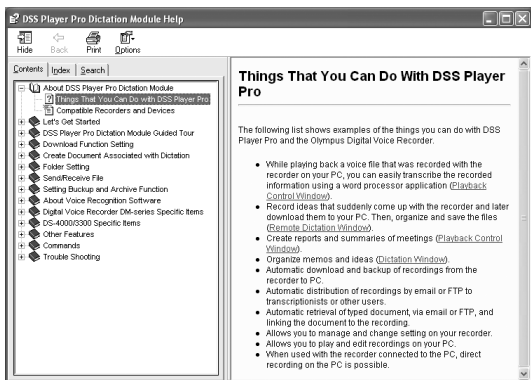 DSS Player Pro Dictation Module Help
Hide Back Print Options
Contents Index Search
About DSS Player Pro Dictation Module
Things That You Can Do with DSS Player Pro
Compatible Recorders and Devices
Let's Get Started
DSS Player Pro Dictation Module Guided Tour
Download Function Setting
Create Document Associated with Dictation
Folder Setting
Send/Receive File
Setting Buckup and Archive Function
About Voice Recognition Software
Digital Voice Recorder DM-series Specific Items
DS-4000/3300 Specific Items
Other Features
Commands
Trouble Shooting
Things That You Can Do With DSS Player
Pro
The following list shows examples of the things you can do with DSS
Player Pro and the Olympus Digital Voice Recorder.
• While playing back a voice file that was recorded with the
recorder on your PC, you can easily transcribe the recorded
information using a word processor application (Playback
Control Window).
• Record ideas that suddenly come up with the recorder and later
download them to your PC. Then, organize and save the files
(Remote Dictation Window).
• Create reports and summaries of meetings (Playback Control
Window).
• Organize memos and ideas (Dictation Window).
• Automatic download and backup of recordings from the
recorder to PC.
• Automatic distribution of recordings by email or FTP to
transcriptionists or other users.
• Automatic retrieval of typed document, via email or FTP, and
linking the document to the recording.
• Allows you to manage and change setting on your recorder.
• Allows you to play and edit recordings on your PC.
• When used with the recorder connected to the PC, direct
recording on the PC is possible.